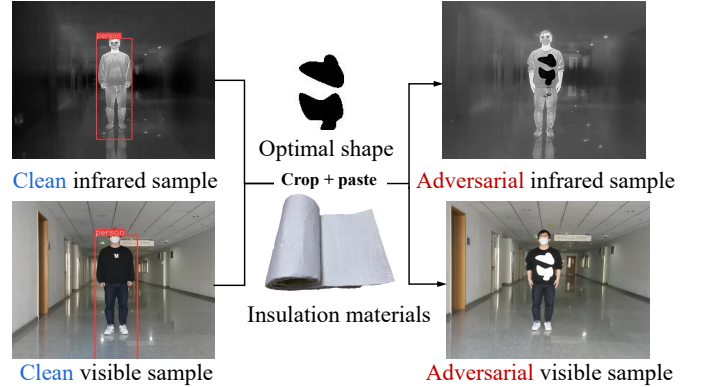 person
Optimal shape
Clean infrared sample
Crop + paste
Adversarial infrared sample
person
Insulation materials
Clean visible sample
Adversarial visible sample